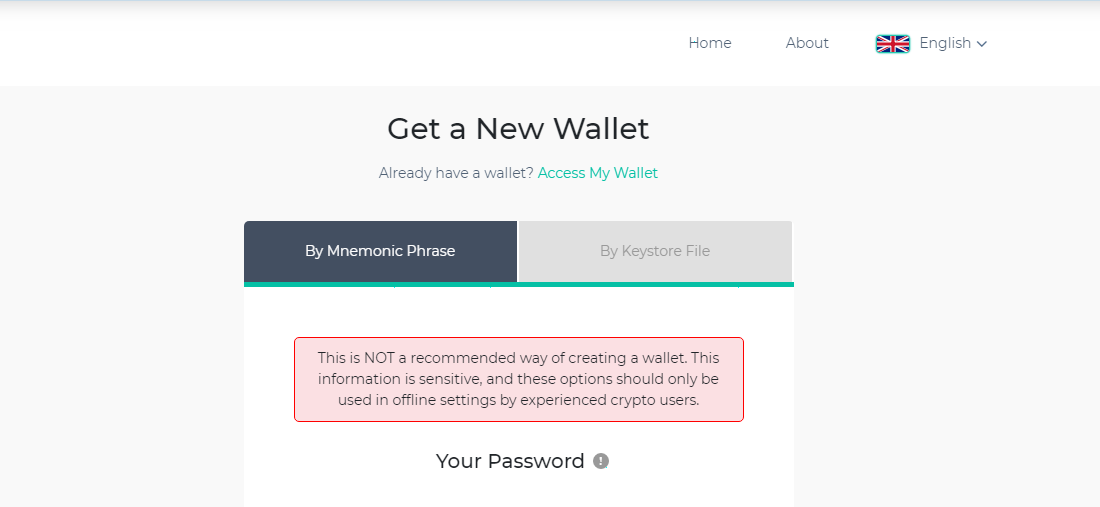 Home About English
Get a New Wallet
Already have a wallet? Access My Wallet
By Mnemonic Phrase By Keystore File
This is NOT a recommended way of creating a wallet. This
information is sensitive, and these options should only be
used in offline settings by experienced crypto users.
Your Password !